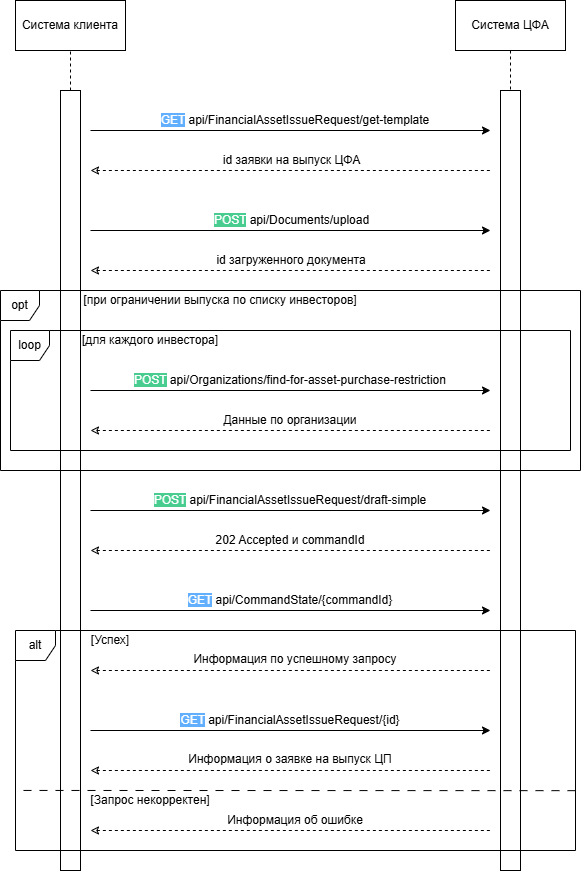 Система клиента
Система ЦФА
GET api/FinancialAssetIssueRequest/get-template
id заявки на выпуск ЦФА
POST api/Documents/upload
id загруженного документа
opt
[при ограничении выпуска по списку инвесторов]
loop
[для каждого инвестора]
POST api/Organizations/find-for-asset-purchase-restriction
Данные по организации
POST api/FinancialAssetIssueRequest/draft-simple
202 Accepted и commandId
GET api/CommandState/{commandId}
alt
[Успех]
Информация по успешному запросу
GET api/FinancialAssetIssueRequest/{id}
Информация о заявке на выпуск ЦП
[Запрос некорректен]
Информация об ошибке